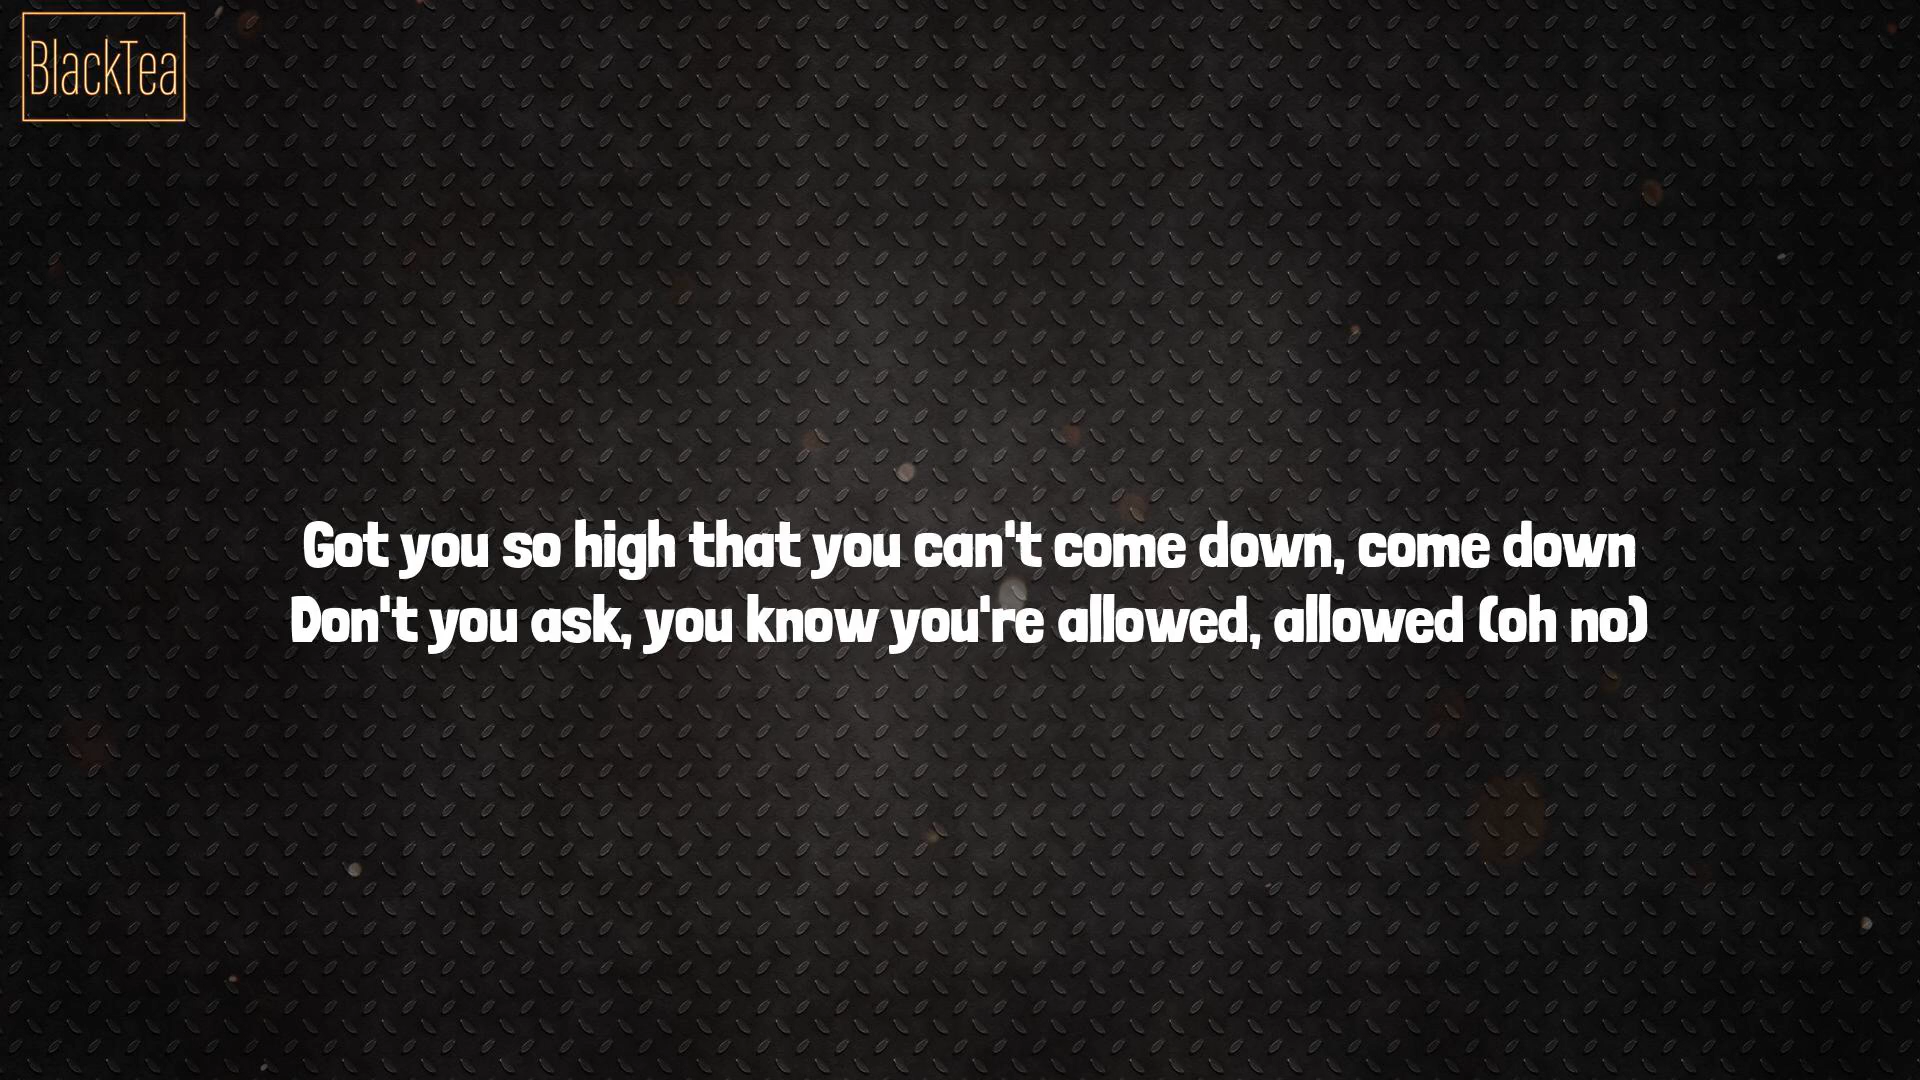 BlackTea
Got you so high that you can't come down, come down
Don't you ask, you know you're allowed, allowed (oh no)